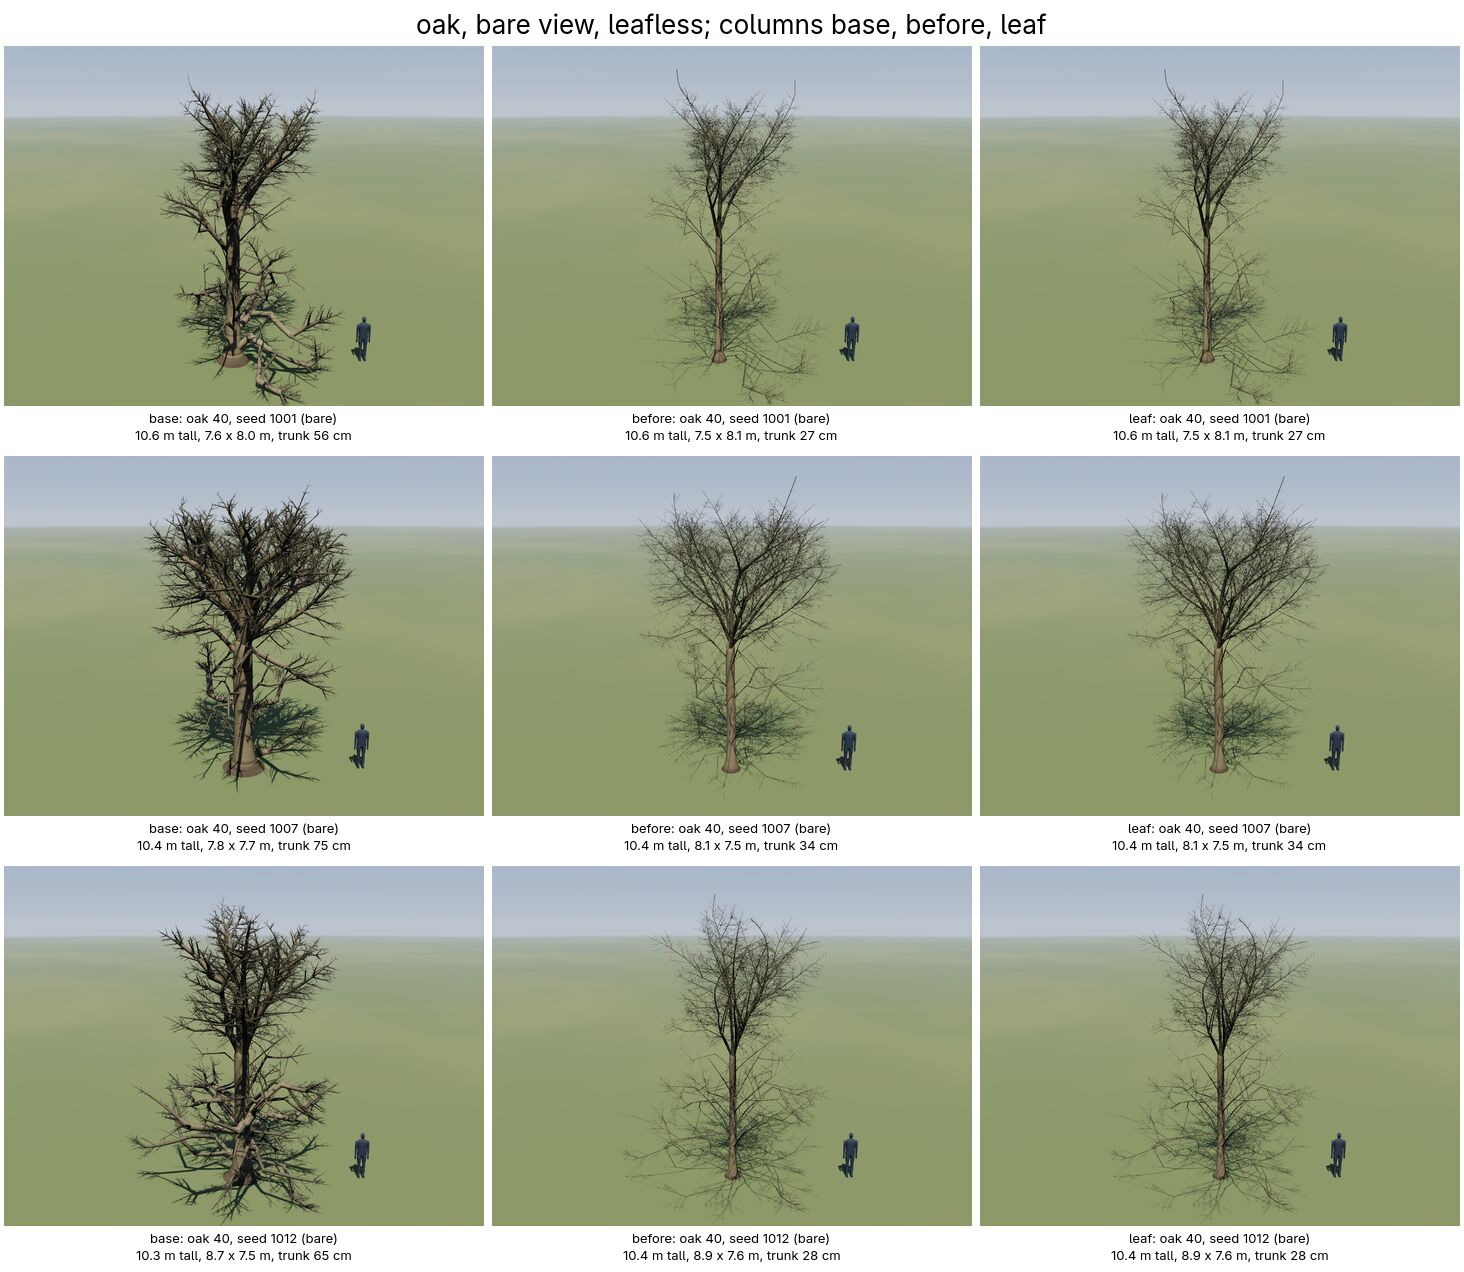 oak, bare view, leafless; columns base, before, leaf
base: oak 40, seed 1001 (bare)
10.6 m tall, 7.6 x 8.0 m, trunk 56 cm
before: oak 40, seed 1001 (bare)
10.6 m tall, 7.5 x 8.1 m, trunk 27 cm
leaf: oak 40, seed 1001 (bare)
10.6 m tall, 7.5 x 8.1 m, trunk 27 cm
base: oak 40, seed 1007 (bare)
10.4 m tall, 7.8 x 7.7 m, trunk 75 cm
before: oak 40, seed 1007 (bare)
10.4 m tall, 8.1 x 7.5 m, trunk 34 cm
leaf: oak 40, seed 1007 (bare)
10.4 m tall, 8.1 x 7.5 m, trunk 34 cm
base: oak 40, seed 1012 (bare)
10.3 m tall, 8.7 x 7.5 m, trunk 65 cm
before: oak 40, seed 1012 (bare)
10.4 m tall, 8.9 x 7.6 m, trunk 28 cm
leaf: oak 40, seed 1012 (bare)
10.4 m tall, 8.9 x 7.6 m, trunk 28 cm